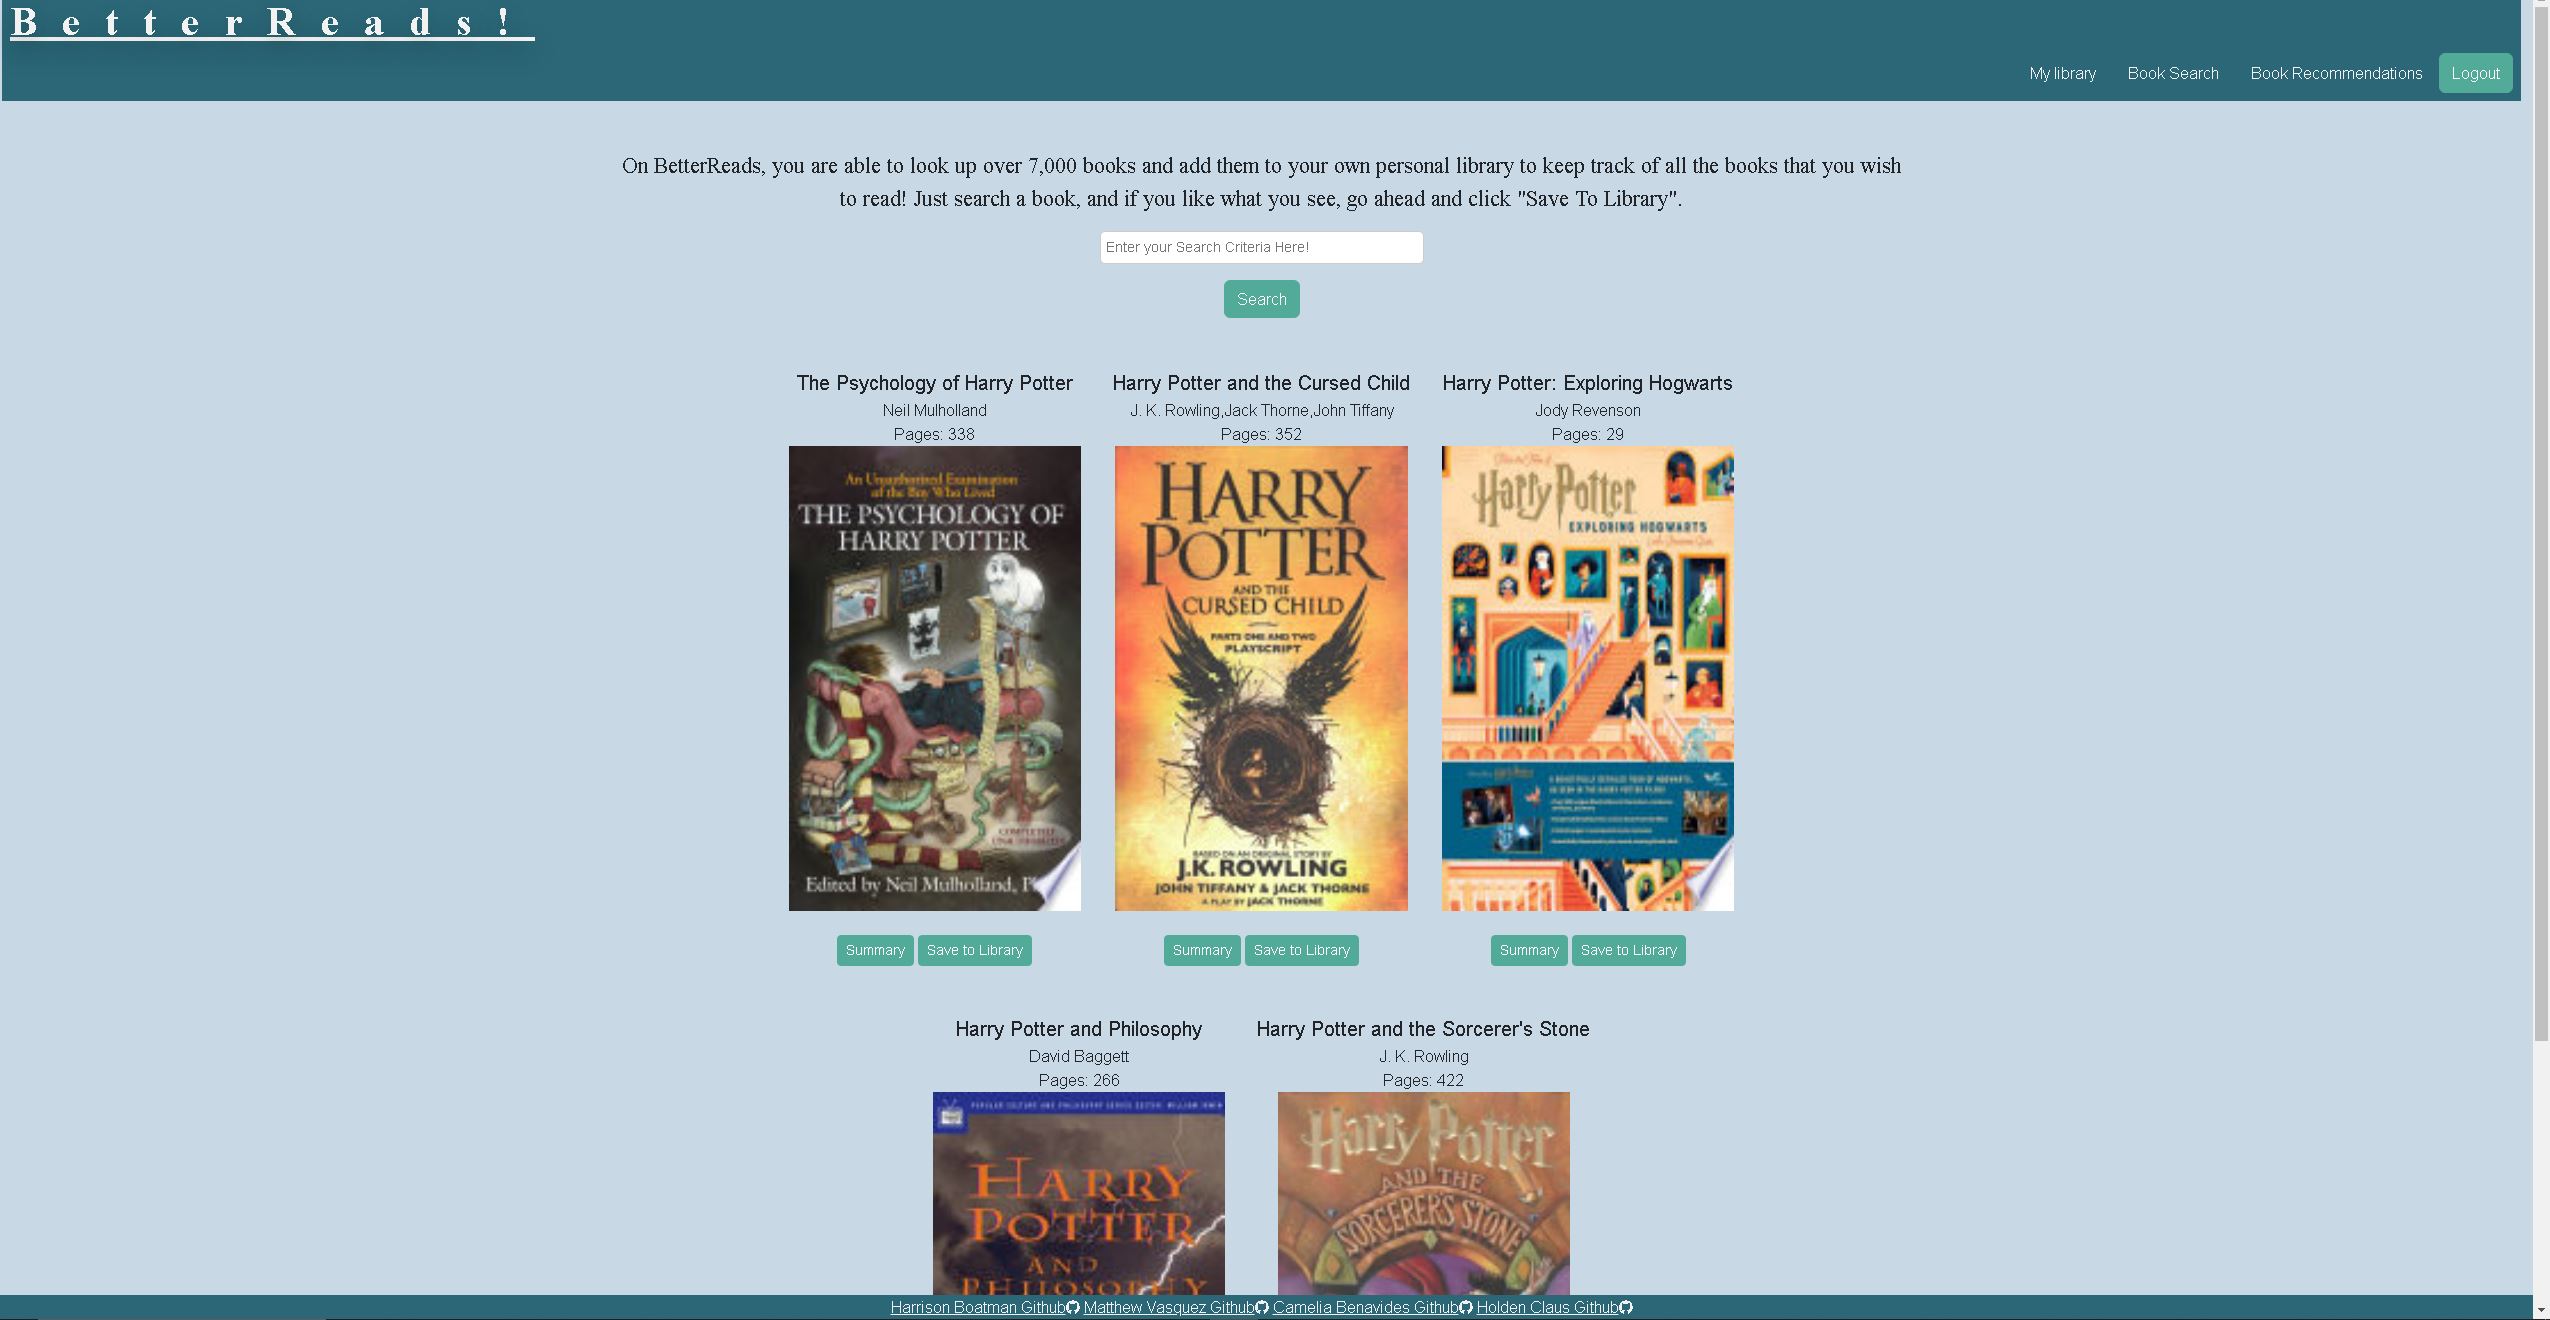 BetterReads!
My library Book Search Book Recommendations Logout
On BetterReads, you are able to look up over 7,000 books and add them to your own personal library to keep track of all the books that you wish
to read! Just search a book, and if you like what you see, go ahead and click "Save To Library".
Enter your Search Criteria Here!
Search
The Psychology of Harry Potter
Neil Mulholland
Pages: 338
An Unauthorized Examination
of the Boy Who Lived
THE PSYCHOLOGY OF
HARRY POTTER
COMPLETELY
UNAUTHORIZED
Edited by Neil Mulholland,
Summary Save to Library
Harry Potter and the Cursed Child
J. K. Rowling,Jack Thorne,John Tiffany
Pages: 352
HARRY
POTTER
AND THE
CURSED CHILD
PARTS ONE AND TWO
PLAYSCRIPT
BASED ON AN ORIGINAL STORY BY
J.K. ROWLING
JOHN TIFFANY & JACK THORNE
A PLAY BY JACK THORNE
Summary Save to Library
Harry Potter: Exploring Hogwarts
Jody Revenson
Pages: 29
Harry Potter
EXPLORING HOGWARTS
Summary Save to Library
Harry Potter and Philosophy
David Baggett
Pages: 266
HARRY
POTTER
AND
PHILOSOPHY
Harry Potter and the Sorcerer's Stone
J. K. Rowling
Pages: 422
Harry Potter
AND THE
SORCERER'S STONE
Harrison Boatman Github Matthew Vasquez Github Camelia Benavides Github Holden Claus Github